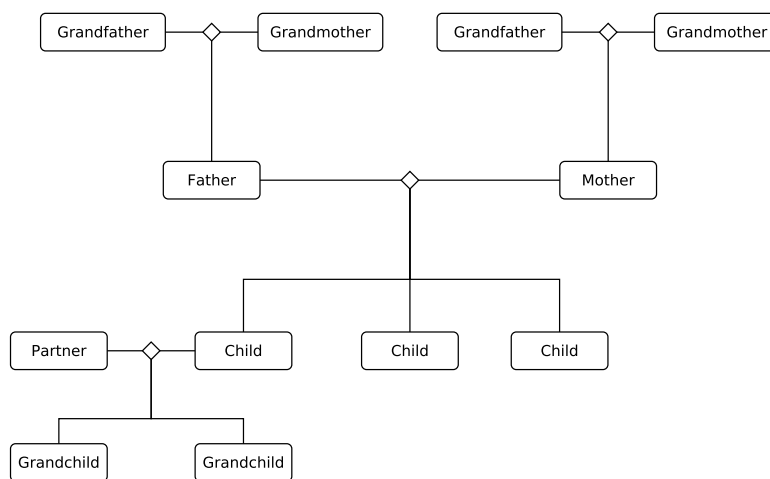 Grandfather
Grandmother
Grandfather
Grandmother
Father
Mother
Partner
Child
Child
Child
Grandchild
Grandchild